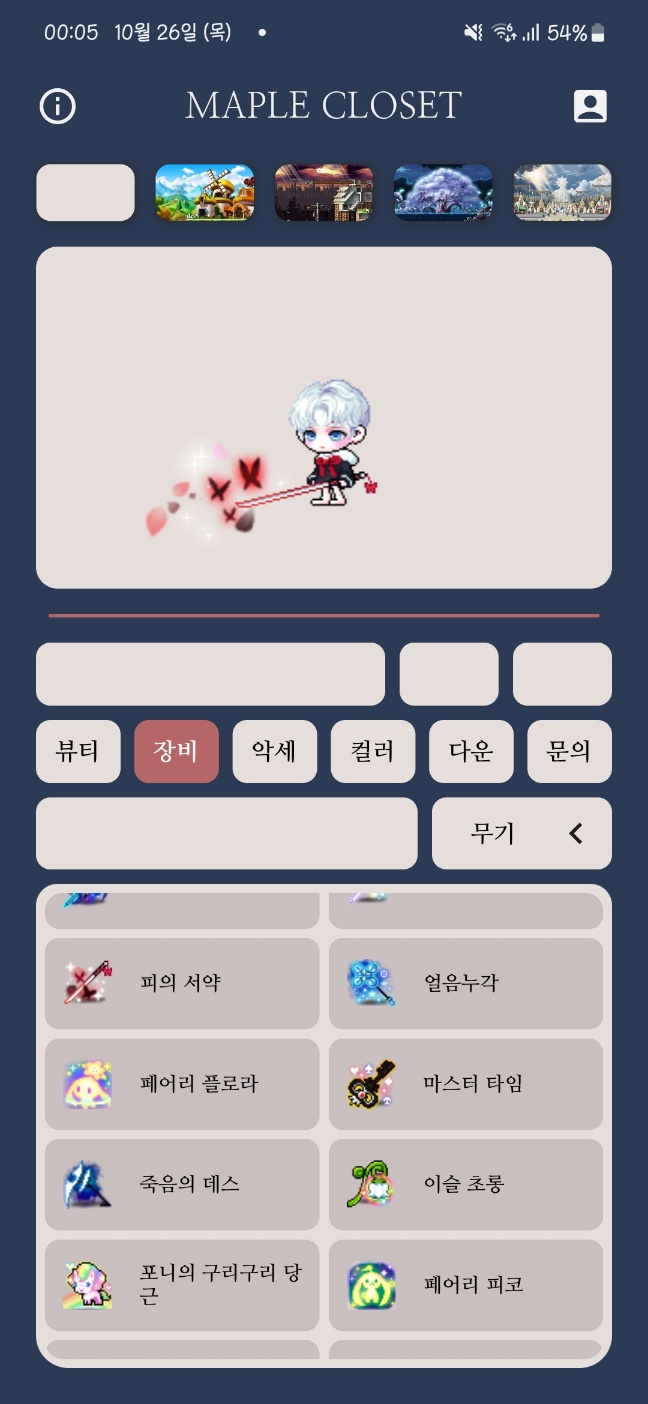 00:05 10월 26일 (목) 54%
MAPLE CLOSET
뷰티 장비 악세 컬러 다운 문의
무기
피의 서약 얼음누각
페어리 플로라 마스터 타임
죽음의 데스 이슬 초롱
포니의 구리구리 당
근
페어리 피코